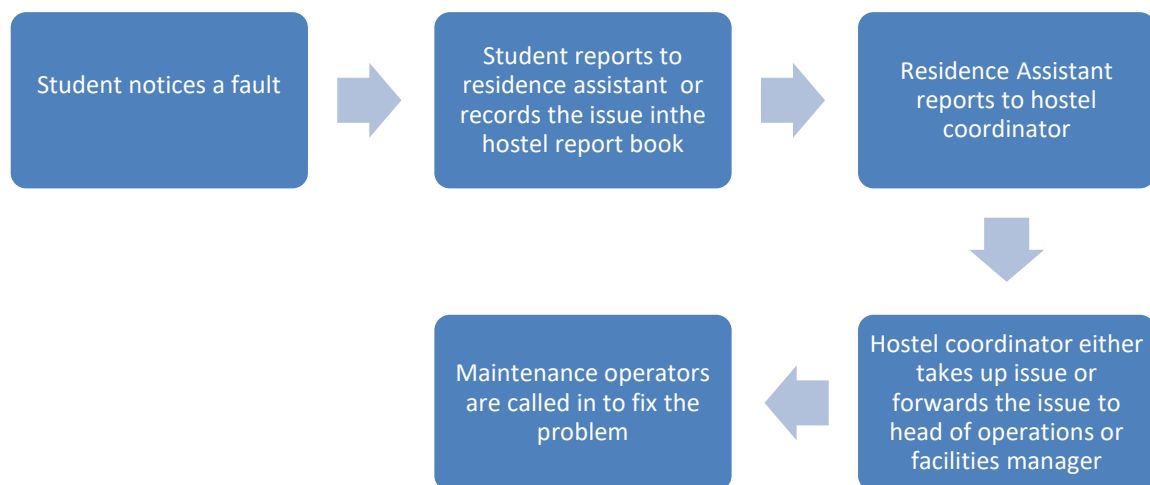 Student notices a fault
Student reports to
residence assistant or
records the issue inthe
hostel report book
Residence Assistant
reports to hostel
coordinator
Hostel coordinator either
takes up issue or
forwards the issue to
head of operations or
facilities manager
Maintenance operators
are called in to fix the
problem